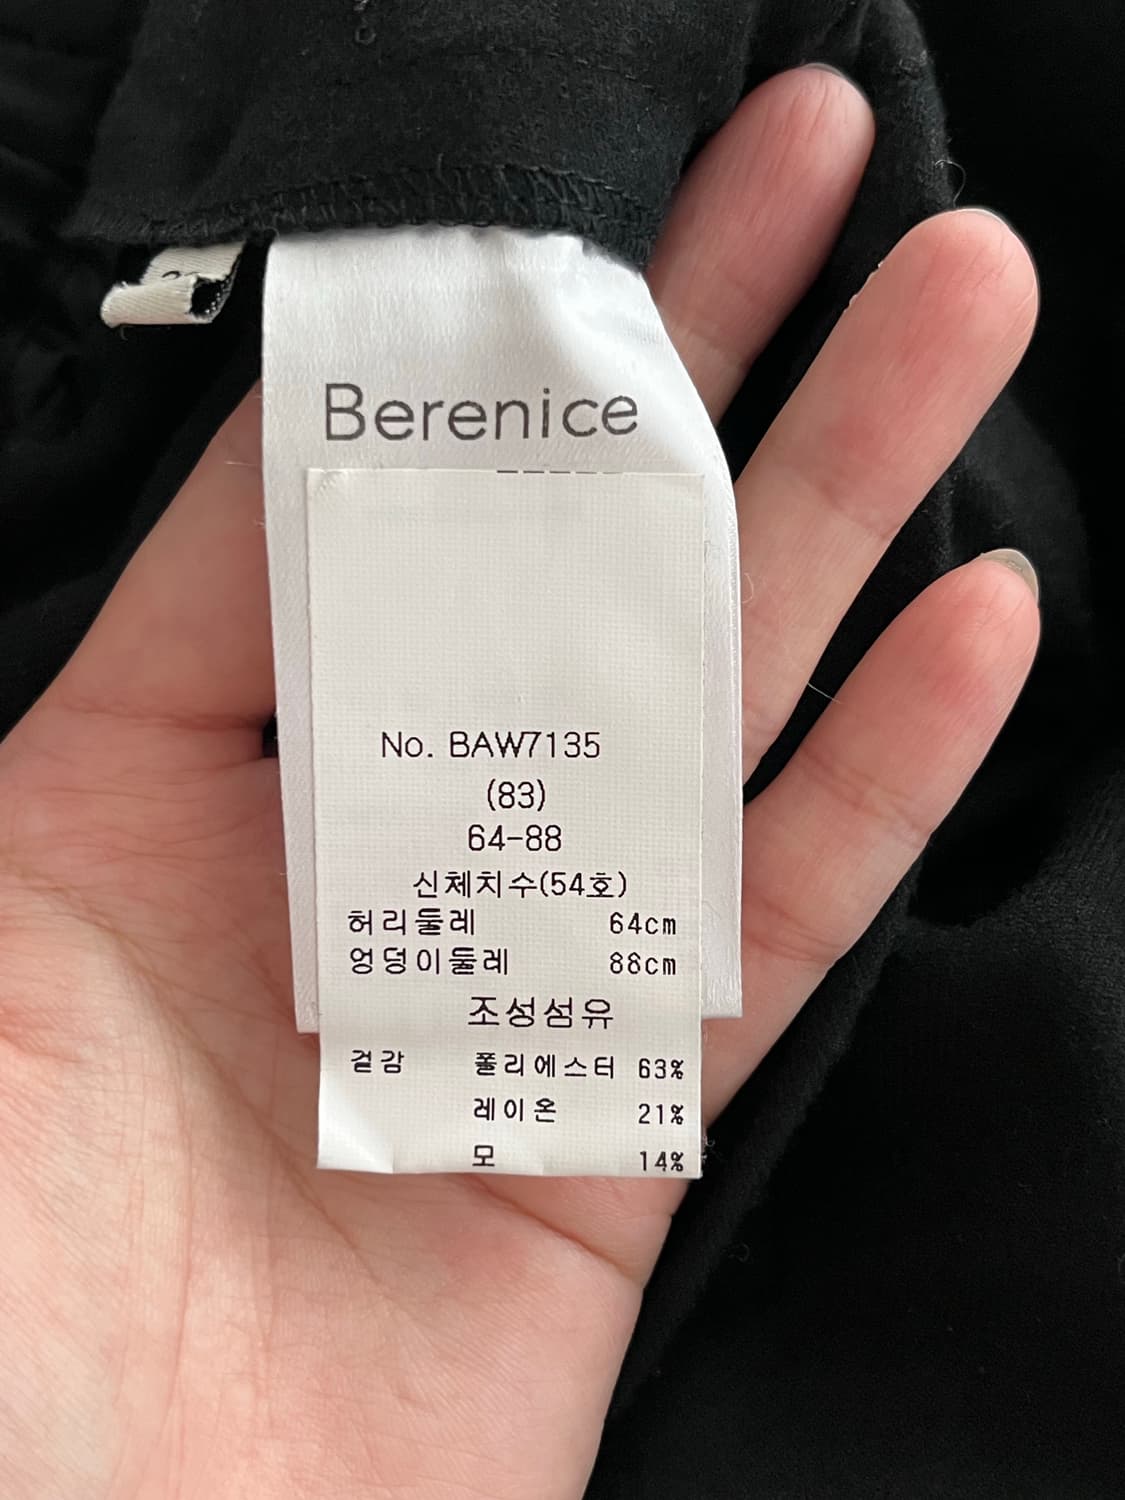 Berenice
No. BAW7135
(83)
64-88
신체치수(54호)
허리둘레 64cm
엉덩이둘레 88cm
조성섬유
겉감 폴리에스터 63%
레이온 21%
모 14%